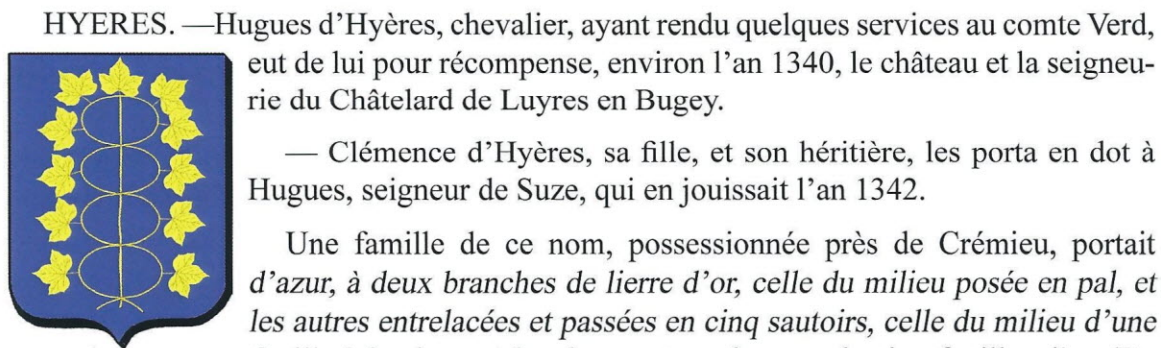 HYERES. —Hugues d'Hyères, chevalier, ayant rendu quelques services au comte Verd,
eut de lui pour récompense, environ l'an 1340, le château et la seigneu-
rie du Châtelard de Luyres en Bugey.
— Clémence d'Hyères, sa fille, et son héritière, les porta en dot à
Hugues, seigneur de Suze, qui en jouissait l'an 1342.
Une famille de ce nom, possessionnée près de Crémieu, portait
d'azur, à deux branches de lierre d'or, celle du milieu posée en pal, et
les autres entrelacées et passées en cinq sautoirs, celle du milieu d'une